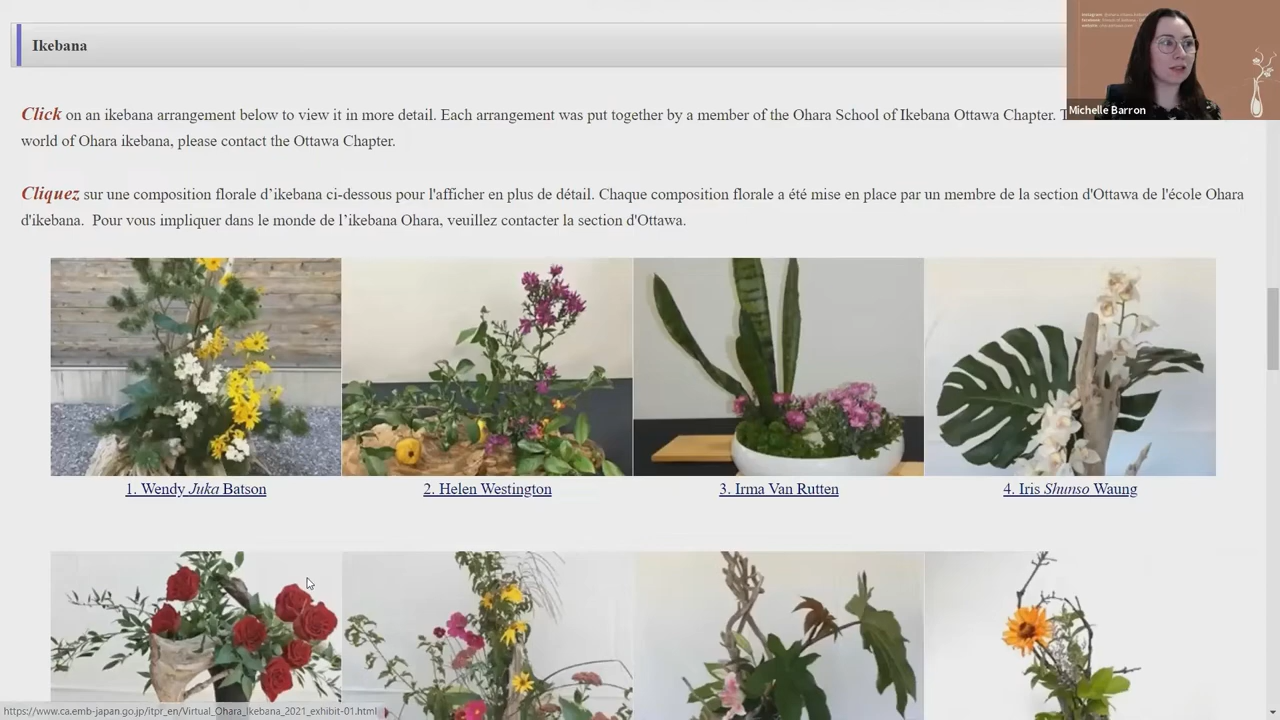 Ikebana
Click on an ikebana arrangement below to view it in more detail. Each arrangement was put together by a member of the Ohara School of Ikebana Ottawa Chapter.
world of Ohara ikebana, please contact the Ottawa Chapter.
Cliquez sur une composition florale d’ikebana ci-dessous pour l'afficher en plus de détail. Chaque composition florale a été mise en place par un membre de la section d'Ottawa de l'école Ohara
d'ikebana. Pour vous impliquer dans le monde de l’ikebana Ohara, veuillez contacter la section d'Ottawa.
Michelle Barron
1. Wendy Juka Batson
2. Helen Westington
3. Irma Van Rutten
4. Iris Shunso Waung
https://www.ca.emb-japan.go.jp/itpr_en/Virtual_Ohara_Ikebana_2021_exhibit-01.html